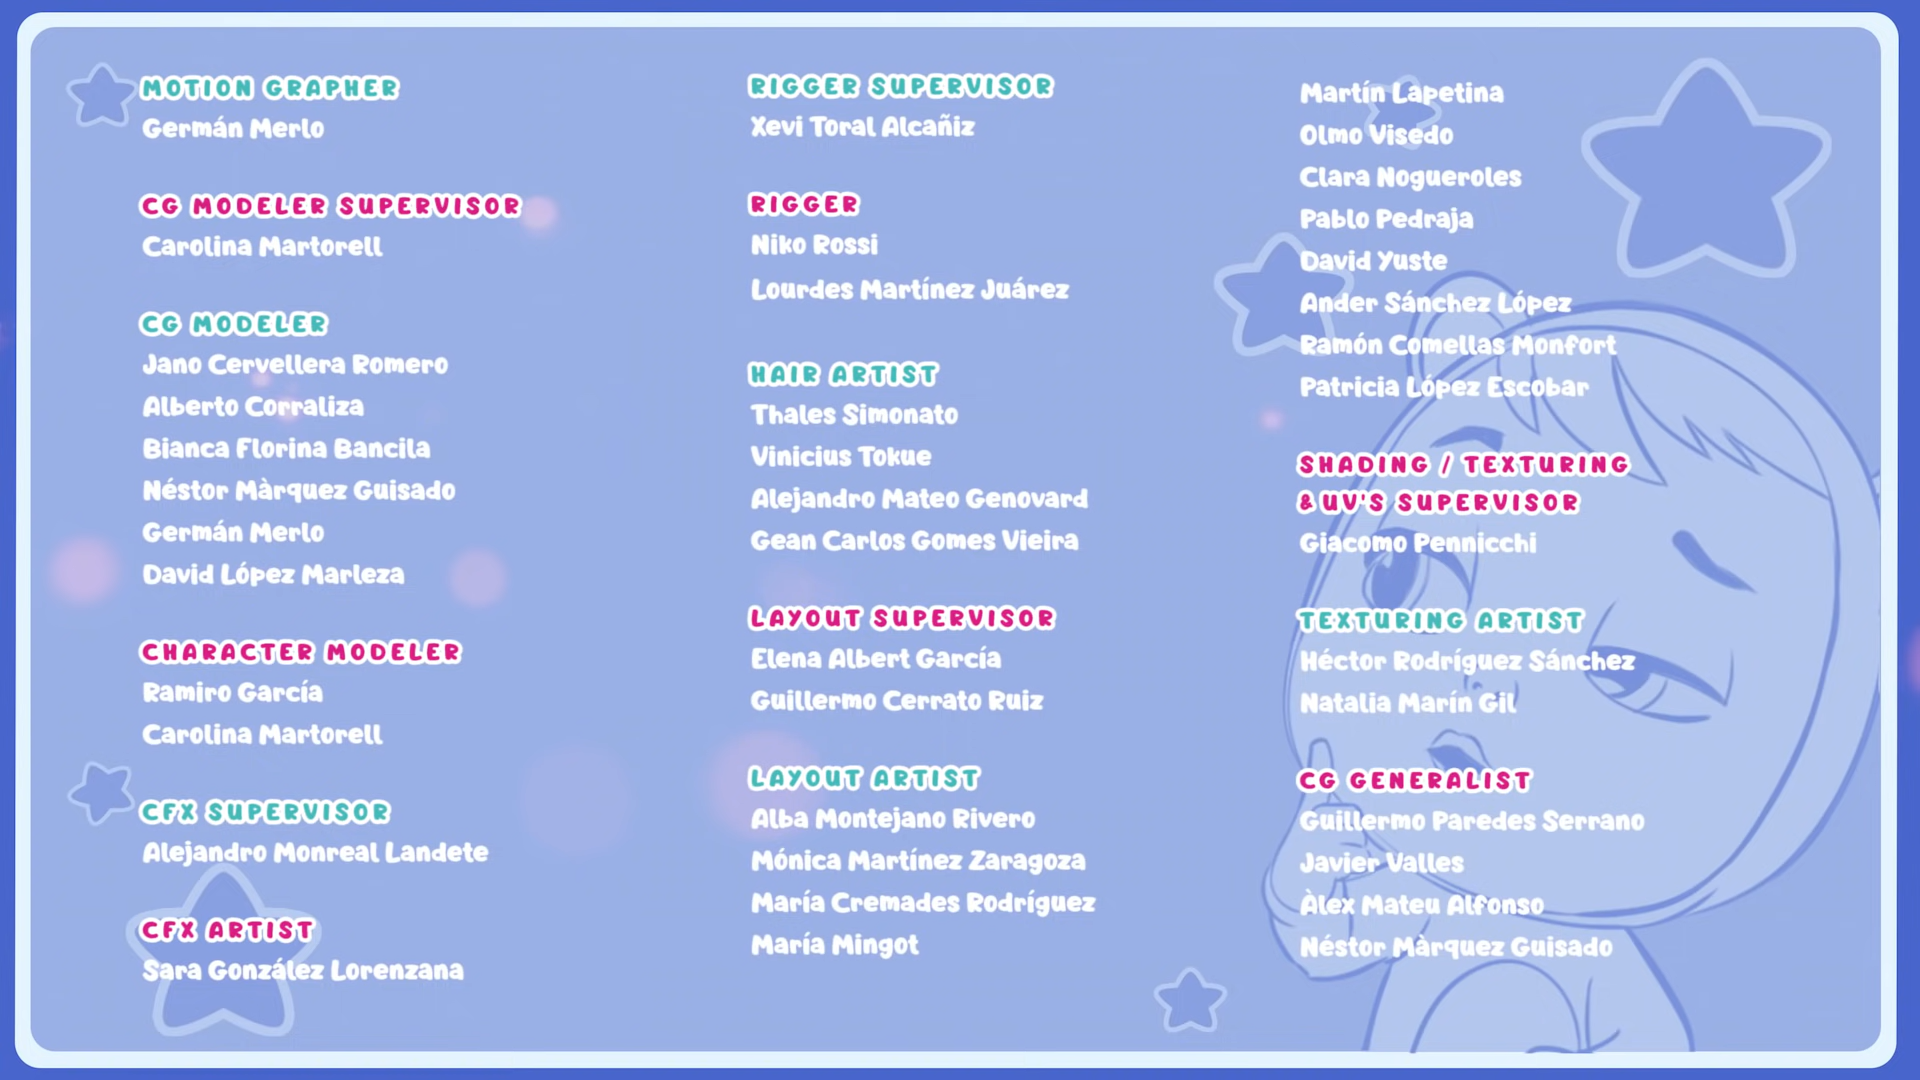 MOTION GRAPHER
Germán Merlo
CG MODELER SUPERVISOR
Carolina Martorell
CG MODELER
Jano Cervellera Romero
Alberto Corraliza
Bianca Florina Bancila
Néstor Màrquez Guisado
Germán Merlo
David López Marleza
CHARACTER MODELER
Ramiro García
Carolina Martorell
CFX SUPERVISOR
Alejandro Monreal Landete
CFX ARTIST
Sara González Lorenzana
RIGGER SUPERVISOR
Xevi Toral Alcañiz
RIGGER
Niko Rossi
Lourdes Martínez Juárez
HAIR ARTIST
Thales Simonato
Vinicius Tokue
Alejandro Mateo Genovard
Gean Carlos Gomes Vieira
LAYOUT SUPERVISOR
Elena Albert García
Guillermo Cerrato Ruiz
LAYOUT ARTIST
Alba Montejano Rivero
Mónica Martínez Zaragoza
María Cremades Rodríguez
María Mingot
Martín Lapetina
Olmo Visedo
Clara Nogueroles
Pablo Pedraja
David Yuste
Ander Sánchez López
Ramón Comellas Monfort
Patricia López Escobar
SHADING / TEXTURING
& UV'S SUPERVISOR
Giacomo Pennicchi
TEXTURING ARTIST
Héctor Rodríguez Sánchez
Natalia Marín Gil
CG GENERALIST
Guillermo Paredes Serrano
Javier Valles
Àlex Mateu Alfonso
Néstor Màrquez Guisado